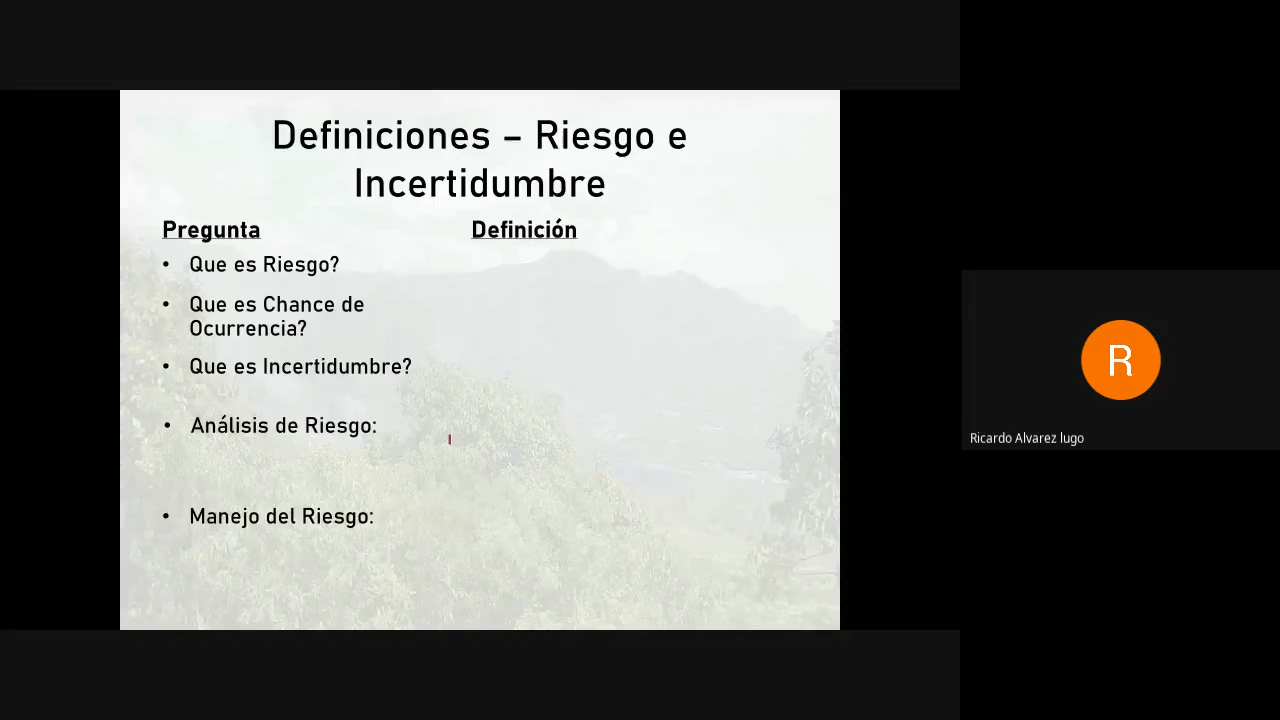 Definiciones – Riesgo e
Incertidumbre
Pregunta
Definición
• Que es Riesgo?
• Que es Chance de
Ocurrencia?
• Que es Incertidumbre?
• Análisis de Riesgo:
• Manejo del Riesgo:
R
Ricardo Alvarez lugo